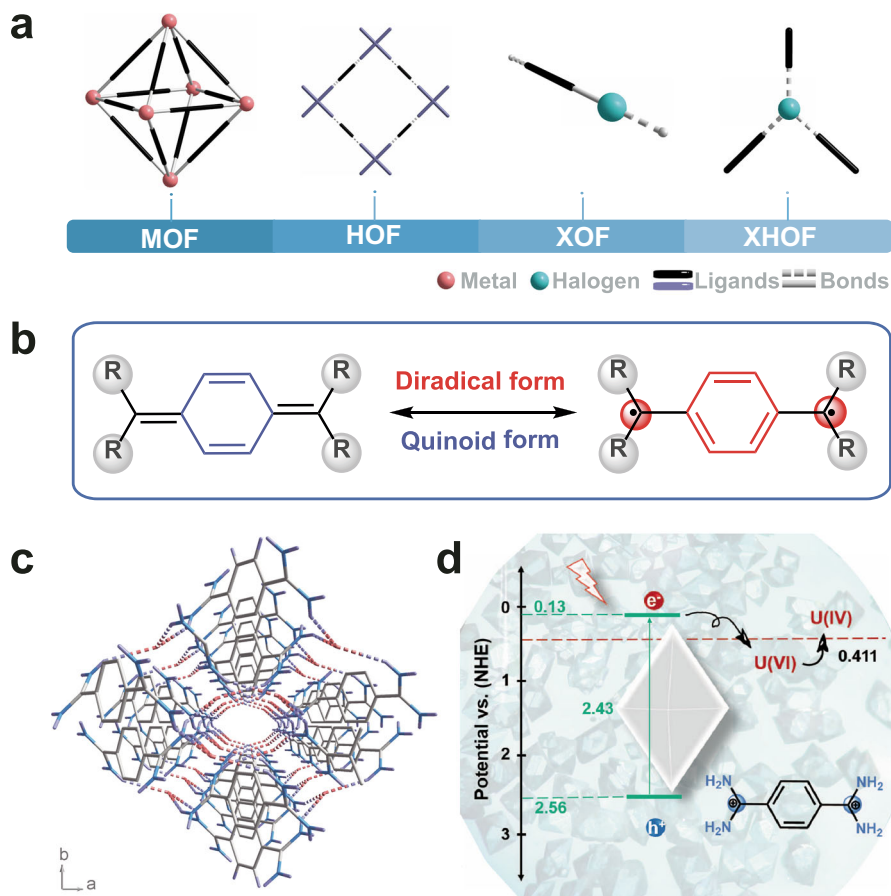 a
MOF HOF XOF XHOF
Metal Halogen Ligands Bonds
b
R R Diradical form R R
R R Quinoid form R R
c
b
a
d
Potential vs. (NHE)
0
1
2
3
0.13
e-
U(IV)
U(VI)
0.411
2.43
2.56
h+
H₂N NH₂
⊕ ⊕
H₂N NH₂